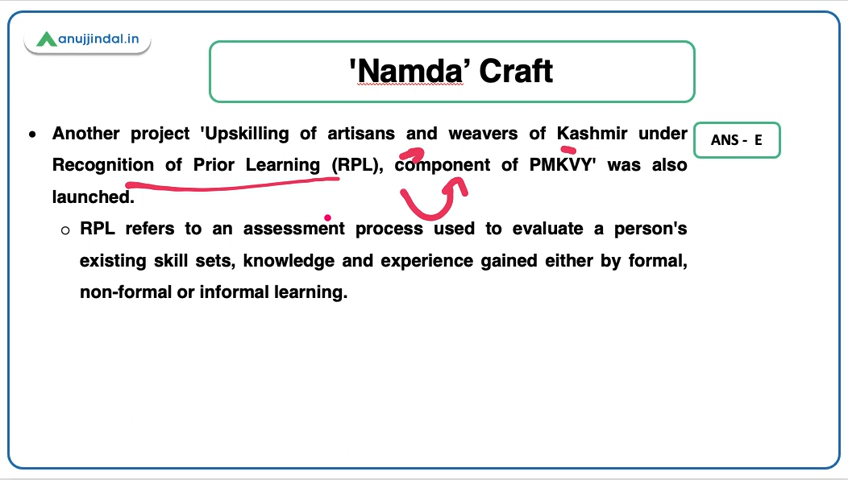 anujjindal.in
'Namda’ Craft
• Another project 'Upskilling of artisans and weavers of Kashmir under
Recognition of Prior Learning (RPL), component of PMKVY' was also
launched.
ANS - E
○ RPL refers to an assessment process used to evaluate a person's
existing skill sets, knowledge and experience gained either by formal,
non-formal or informal learning.